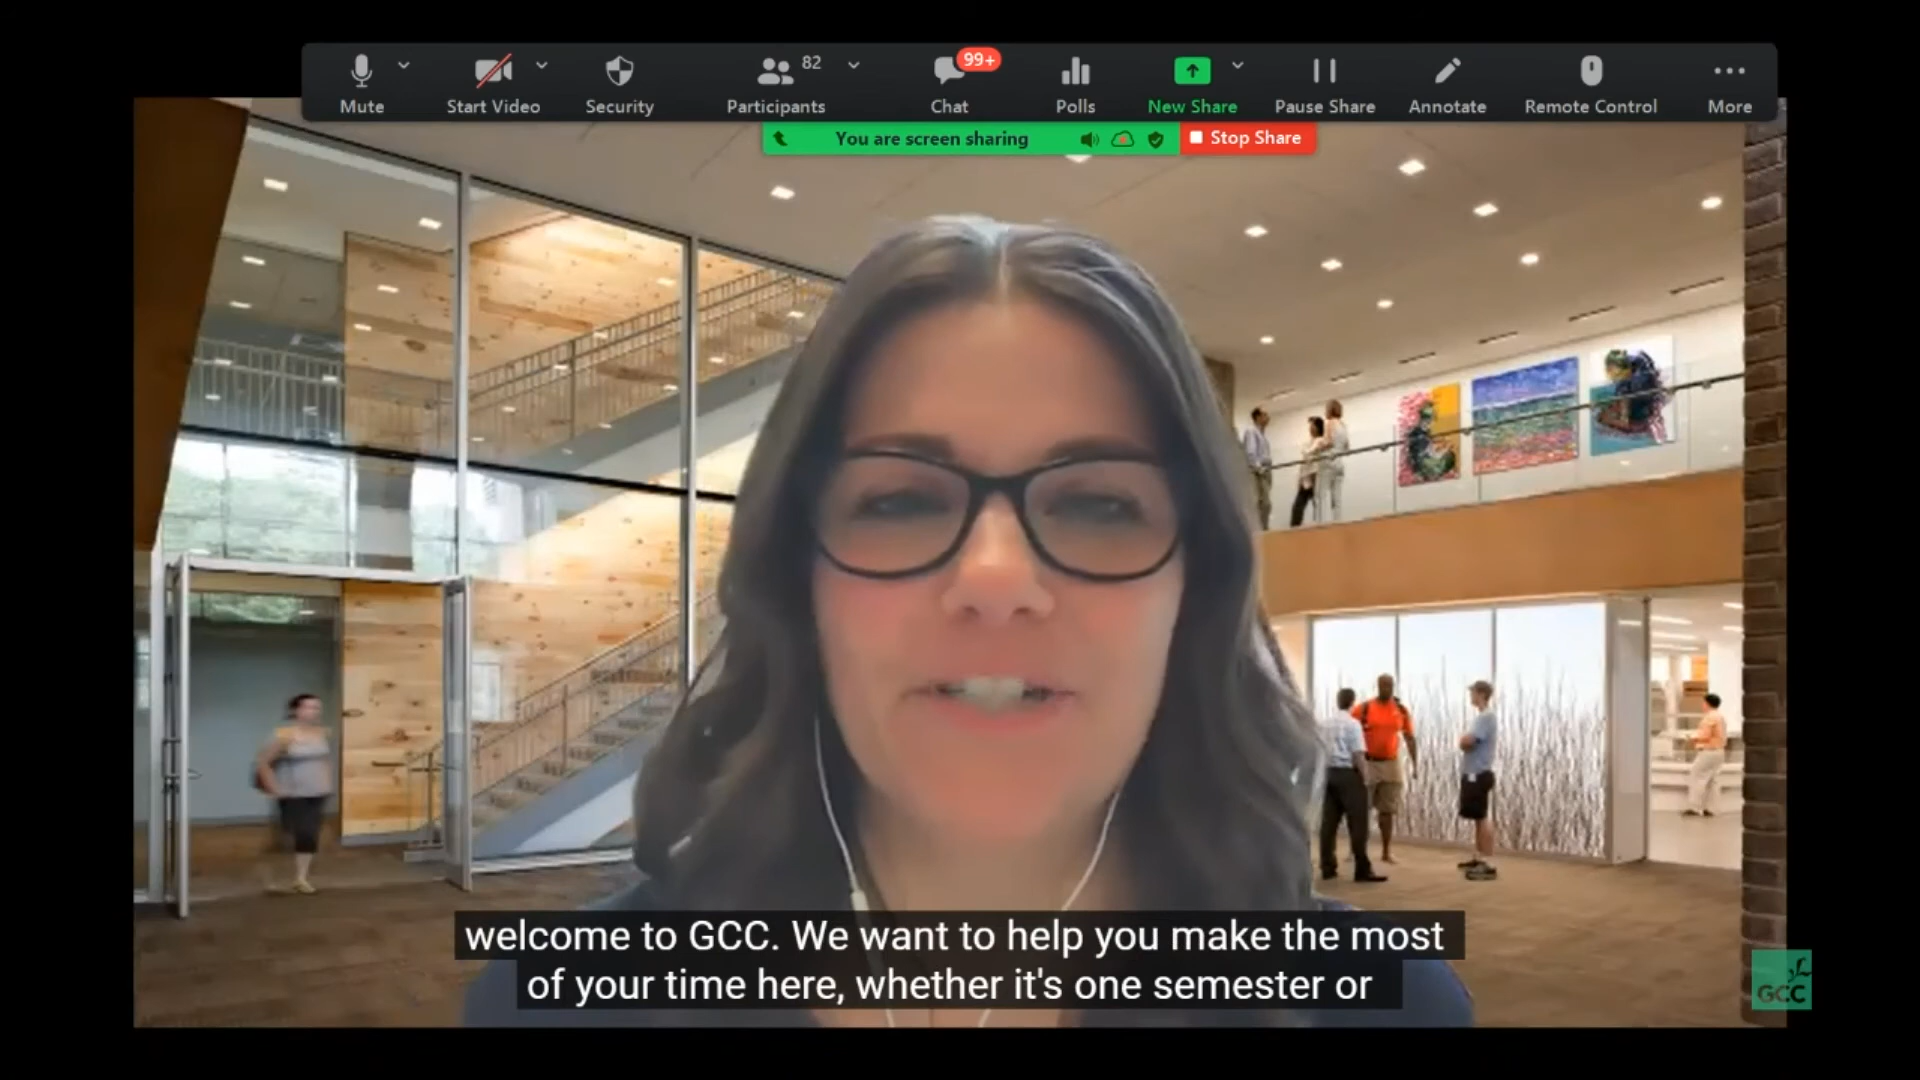 82
99+
Mute
Start Video
Security
Participants
Chat
Polls
New Share
Pause Share
Annotate
Remote Control
More
You are screen sharing
Stop Share
welcome to GCC. We want to help you make the most
of your time here, whether it's one semester or
GCC